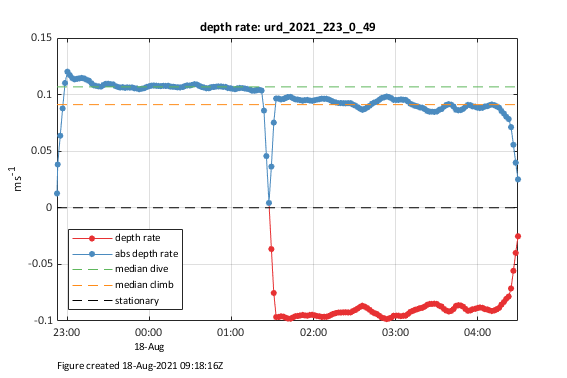 depth rate: urd_2021_223_0_49
0.15
0.1
0.05
0
-0.05
-0.1
m s⁻¹
depth rate
abs depth rate
median dive
median climb
stationary
23:00 00:00 01:00 02:00 03:00 04:00
18-Aug
Figure created 18-Aug-2021 09:18:16Z